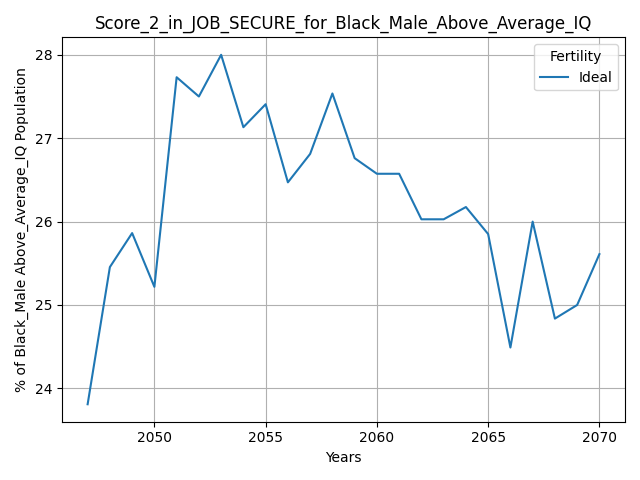 Score_2_in_JOB_SECURE_for_Black_Male_Above_Average_IQ
Fertility
Ideal
% of Black_Male Above_Average_IQ Population
28
27
26
25
24
2050
2055
2060
2065
2070
Years